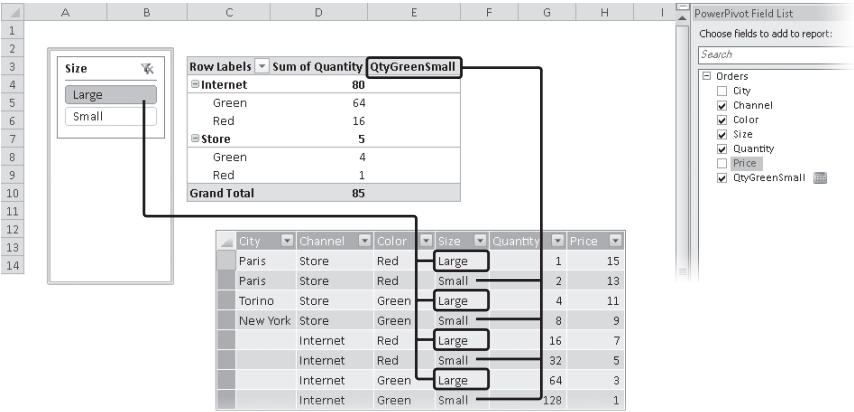 A B C D E F G H I
PowerPivot Field List
1
Choose fields to add to report:
2
3 Size Row Labels Sum of Quantity QtyGreenSmall
Search
4 Large Internet 80
Orders
5 Small Green 64
City
6 Red 16
Channel
7 Store 5
Color
8 Green 4
Size
9 Red 1
Quantity
10 Grand Total 85
Price
QtyGreenSmall
11
12
13
14
City Channel Color Size Quantity Price
Paris Store Red Large 1 15
Paris Store Red Small 2 13
Torino Store Green Large 4 11
New York Store Green Small 8 9
Internet Red Large 16 7
Internet Red Small 32 5
Internet Green Large 64 3
Internet Green Small 128 1